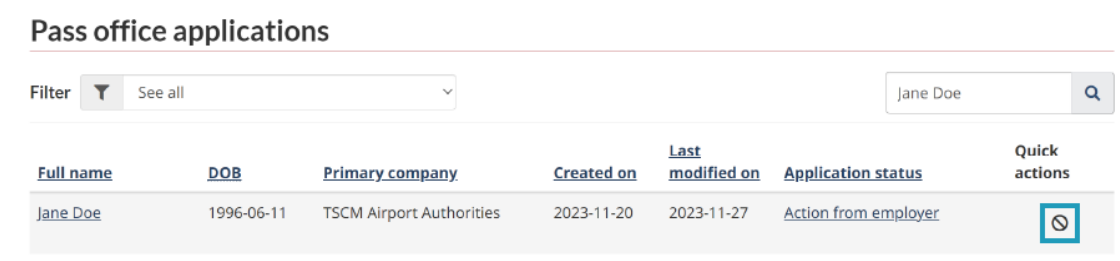 Pass office applications
Filter See all Jane Doe
Full name DOB Primary company Created on Last modified on Application status Quick actions
Jane Doe 1996-06-11 TSCM Airport Authorities 2023-11-20 2023-11-27 Action from employer